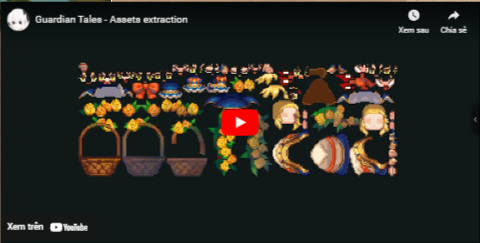 Guardian Tales - Assets extraction
Xem sau
Chia sẻ
Xem trên YouTube